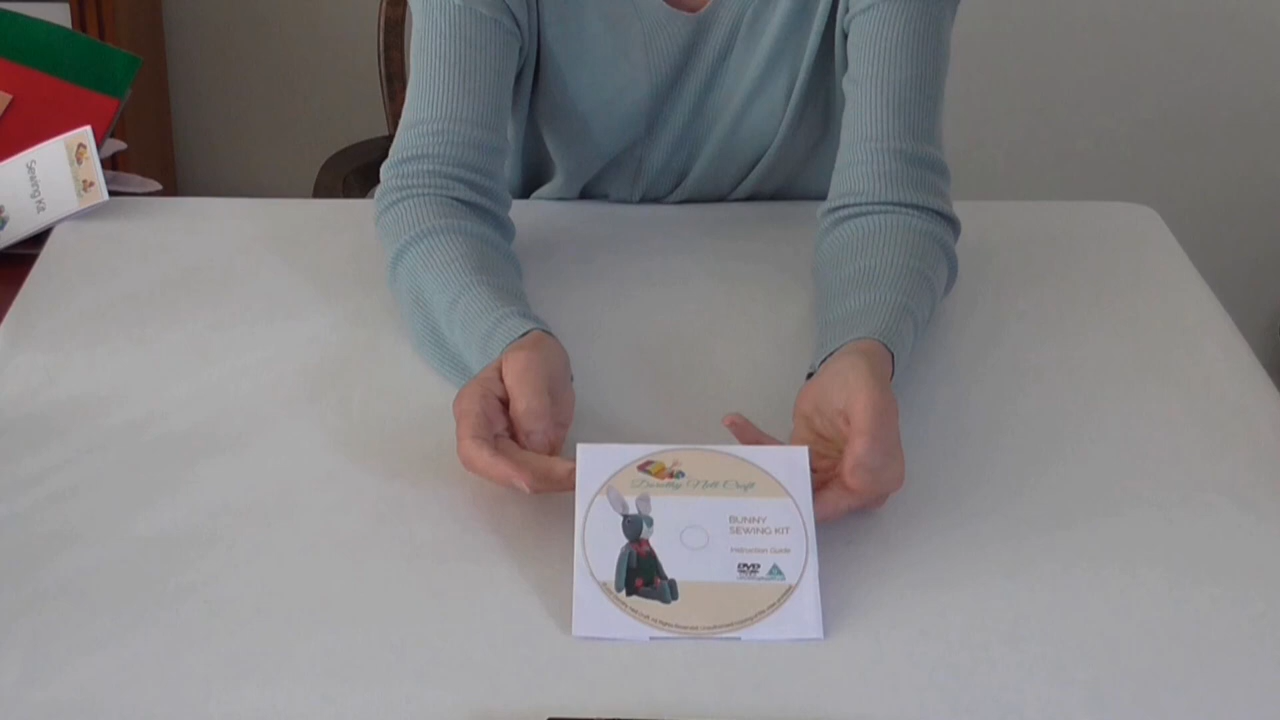 Sewing Kit
Dorothy Nell Craft
BUNNY
SEWING KIT
Instruction Guide
DVD